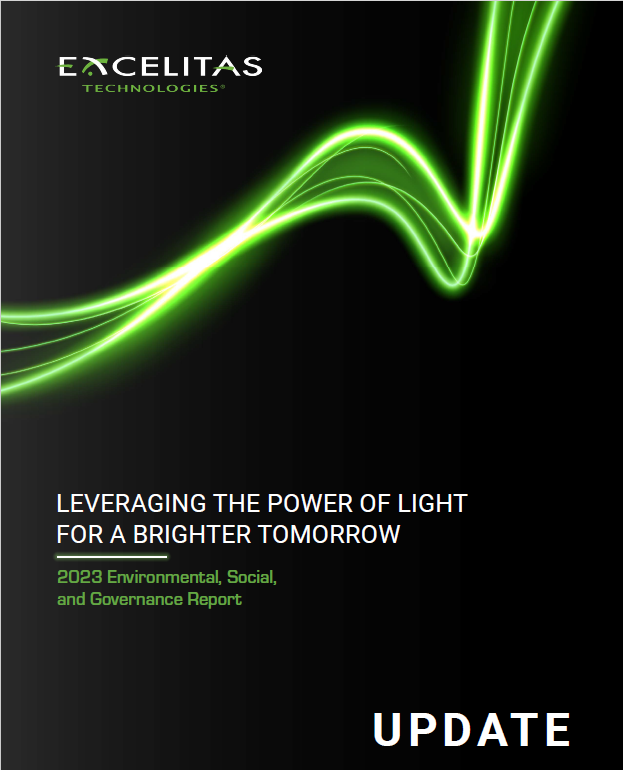 EXCELITAS
TECHNOLOGIES®
LEVERAGING THE POWER OF LIGHT
FOR A BRIGHTER TOMORROW
2023 Environmental, Social,
and Governance Report
UPDATE